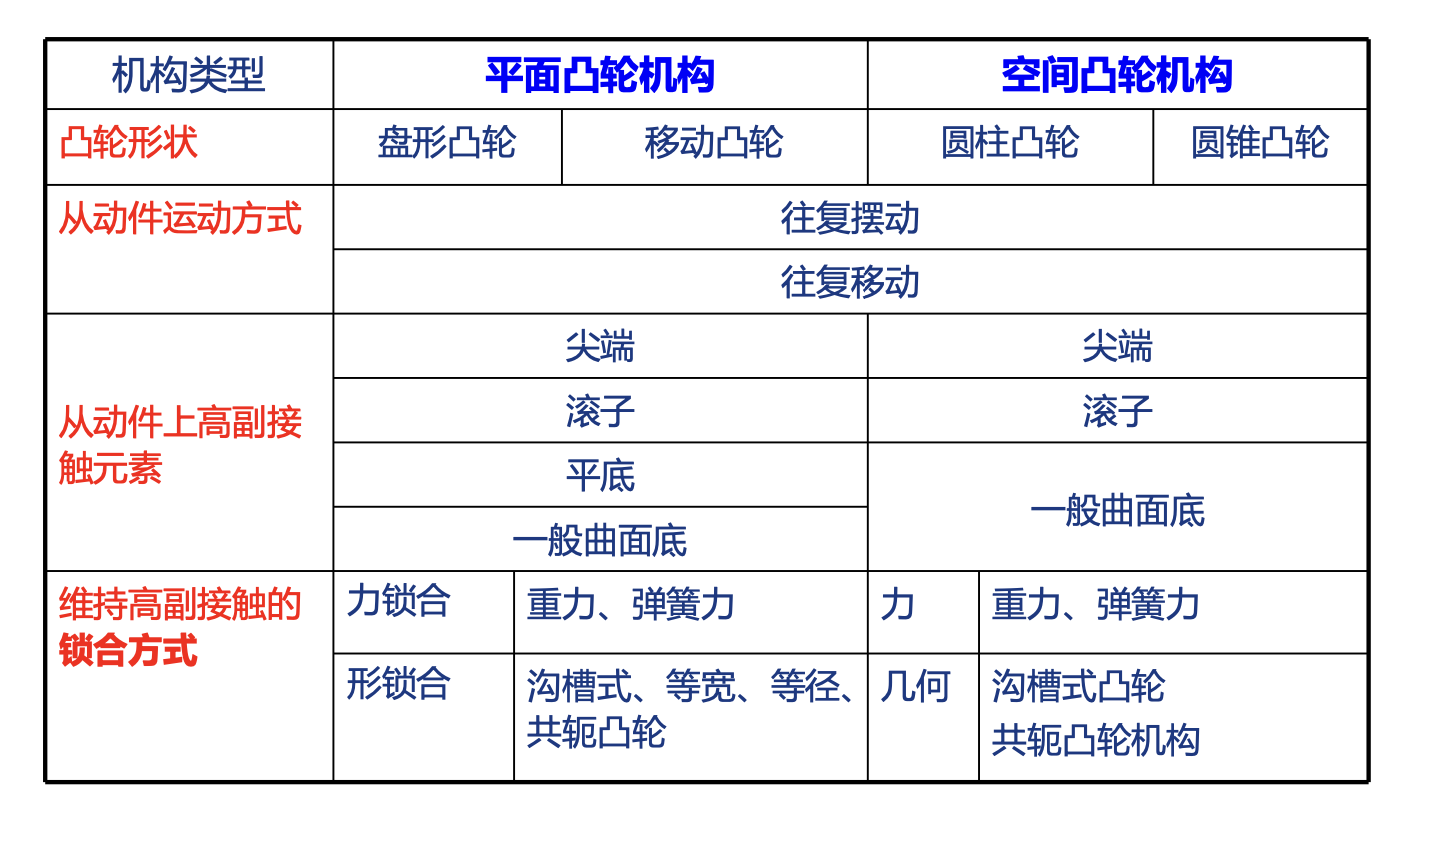 机构类型
平面凸轮机构
空间凸轮机构
凸轮形状
盘形凸轮
移动凸轮
圆柱凸轮
圆锥凸轮
从动件运动方式
往复摆动
往复移动
从动件上高副接
触元素
尖端
尖端
滚子
滚子
平底
一般曲面底
一般曲面底
维持高副接触的
锁合方式
力锁合
重力、弹簧力
力
重力、弹簧力
形锁合
沟槽式、等宽、等径、
共轭凸轮
几何
沟槽式凸轮
共轭凸轮机构